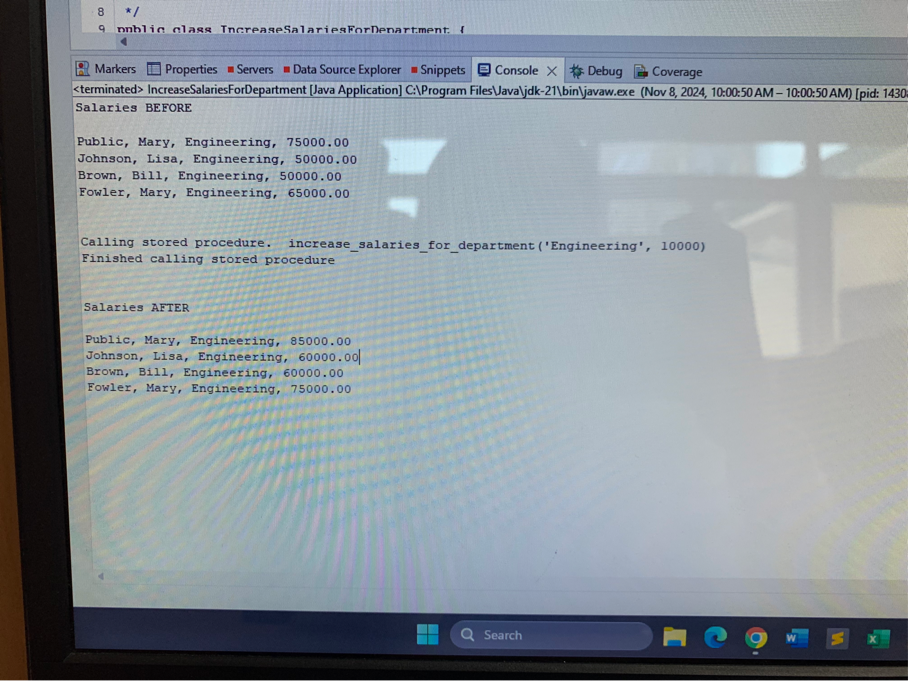 8 */
9 public class IncreaseSalariesForDepartment {
Markers Properties Servers Data Source Explorer Snippets Console Debug Coverage
<terminated> IncreaseSalariesForDepartment [Java Application] C:\Program Files\Java\jdk-21\bin\javaw.exe (Nov 8, 2024, 10:00:50 AM – 10:00:50 AM) [pid: 1430
Salaries BEFORE
Public, Mary, Engineering, 75000.00
Johnson, Lisa, Engineering, 50000.00
Brown, Bill, Engineering, 50000.00
Fowler, Mary, Engineering, 65000.00
Calling stored procedure.  increase_salaries_for_department('Engineering', 10000)
Finished calling stored procedure
Salaries AFTER
Public, Mary, Engineering, 85000.00
Johnson, Lisa, Engineering, 60000.00
Brown, Bill, Engineering, 60000.00
Fowler, Mary, Engineering, 75000.00
Search